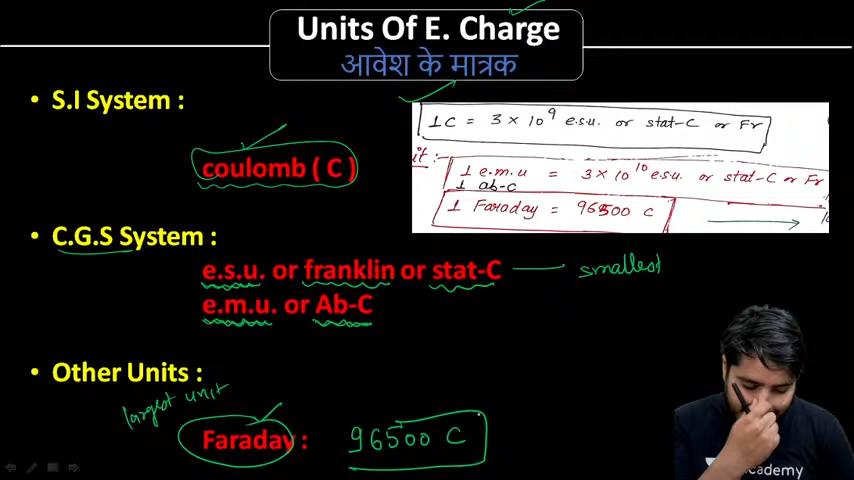 Units Of E. Charge
आवेश के मात्रक
• S.I System :
1C = 3 × 10⁹ e.s.u. or stat-C or Fr
coulomb ( C )
it :-
1 e.m.u = 3 × 10¹⁰ e.s.u. or stat-C or Fr
1 ab-C
1 Faraday = 96500 C
• C.G.S System :
e.s.u. or franklin or stat-C — smallest
e.m.u. or Ab-C
• Other Units :
largest unit
Faraday : 96500 C
academy